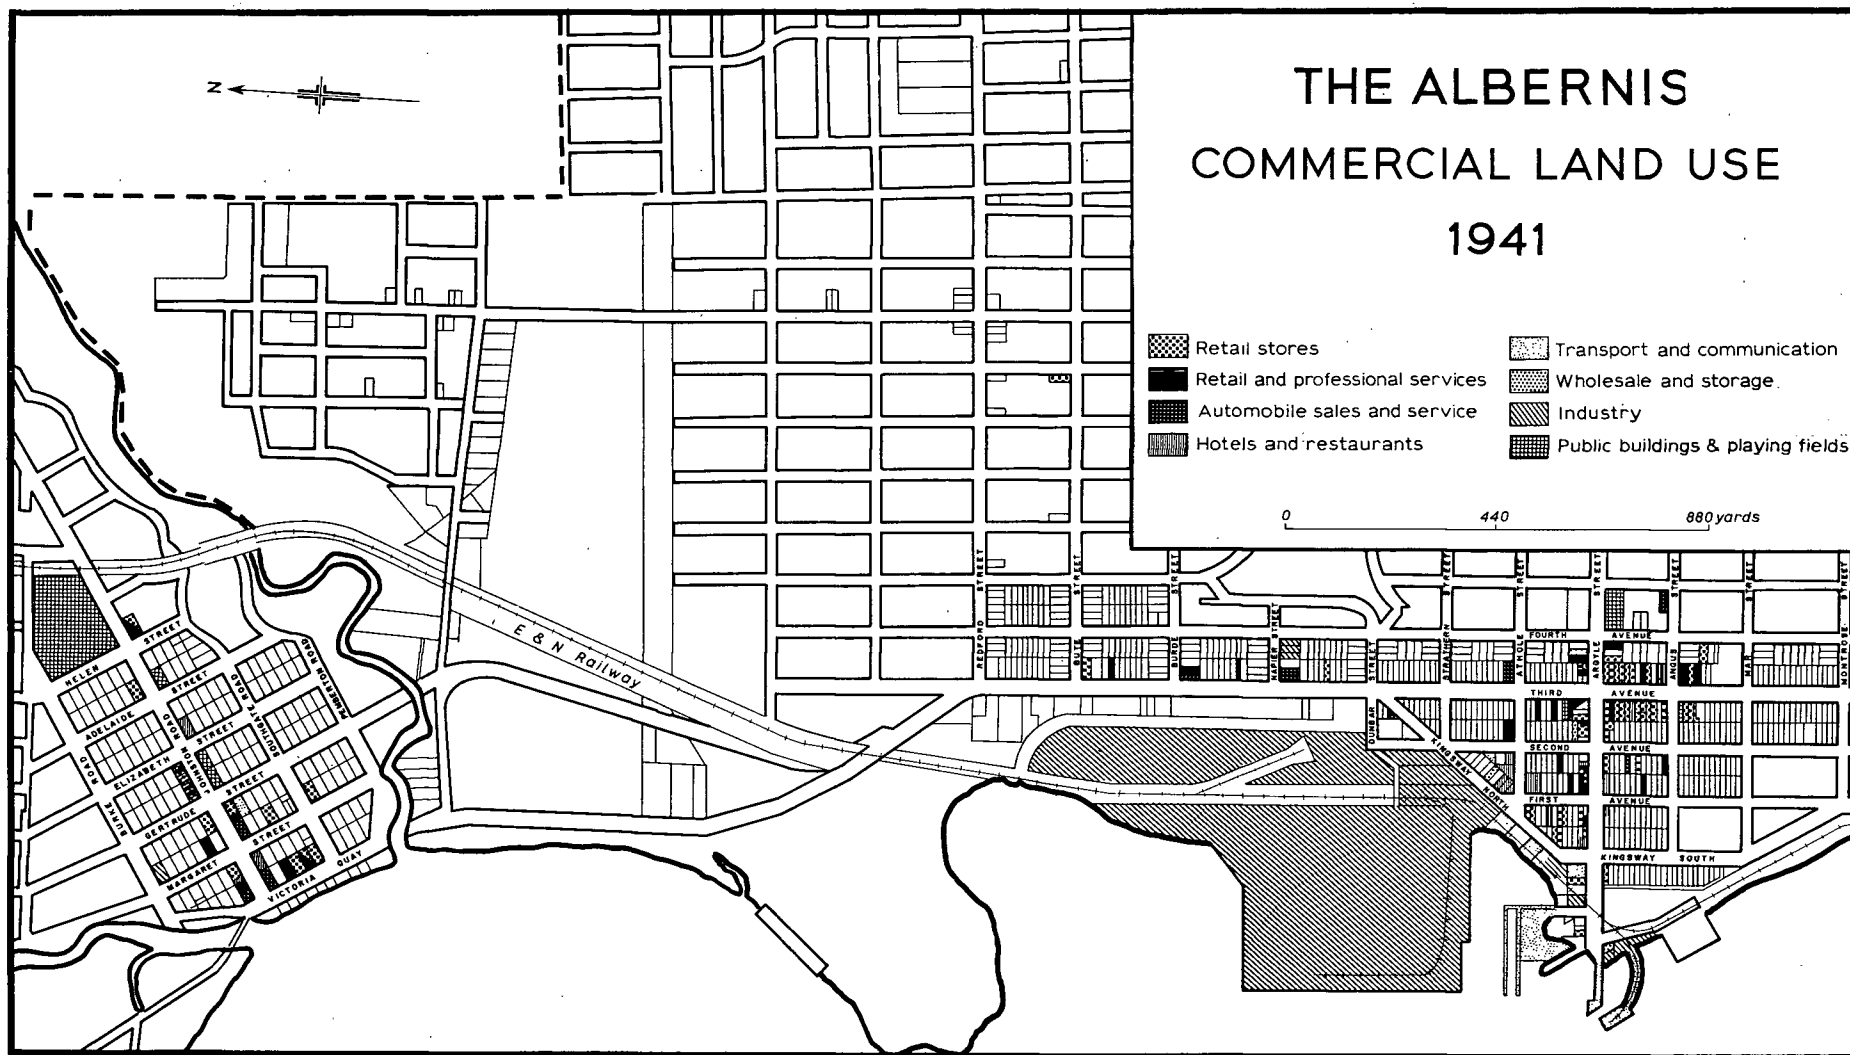 THE ALBERNIS
COMMERCIAL LAND USE
1941
N
Retail stores
Retail and professional services
Automobile sales and service
Hotels and restaurants
Transport and communication
Wholesale and storage.
Industry
Public buildings & playing fields
0 440 880 yards
E & N Railway
REDFORD STREET
BUTE STREET
BURDE STREET
NAPIER STREET
DUNBAR STREET
STRATHERN STREET
ATHOLE STREET
ARGYLE STREET
ANGUS STREET
MAR STREET
MONTROSE STREET
FOURTH AVENUE
THIRD AVENUE
SECOND AVENUE
FIRST AVENUE
KINGSWAY NORTH
KINGSWAY SOUTH
HELEN STREET
ADELAIDE STREET
ELIZABETH STREET
GERTRUDE STREET
MARGARET STREET
VICTORIA QUAY
BURKE ROAD
JOHNSTON ROAD
SOUTHGATE ROAD
PEMBERTON ROAD